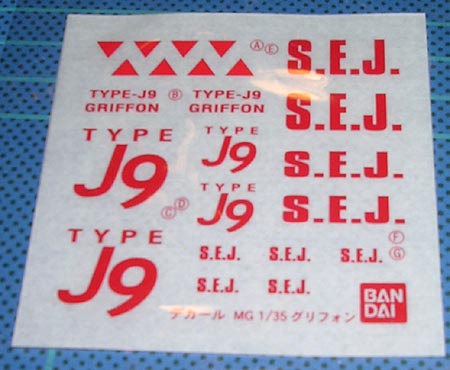 Ⓐ Ⓔ S.E.J.
TYPE-J9 Ⓑ TYPE-J9
GRIFFON GRIFFON
S.E.J.
TYPE TYPE
J9 J9
S.E.J.
TYPE
J9
S.E.J.
Ⓒ Ⓓ
TYPE
J9
Ⓕ
S.E.J. S.E.J. S.E.J. Ⓖ
S.E.J. S.E.J.
BAN
DAI
デカール MG 1/35 グリフォン